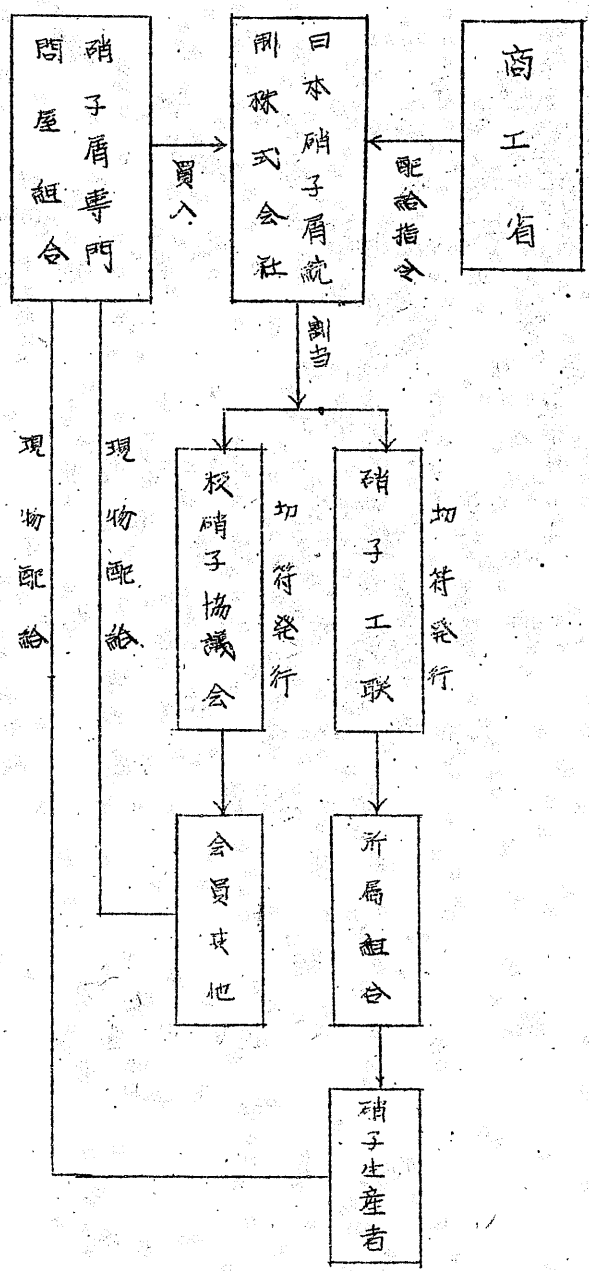 商工省
配給指令
日本硝子屑統
制株式会社
買入
硝子屑専門
問屋組合
割当
硝子工联
切符発行
板硝子協議会
切符発行
所属組合
会員其他
硝子生産者
現物配給
現物配給